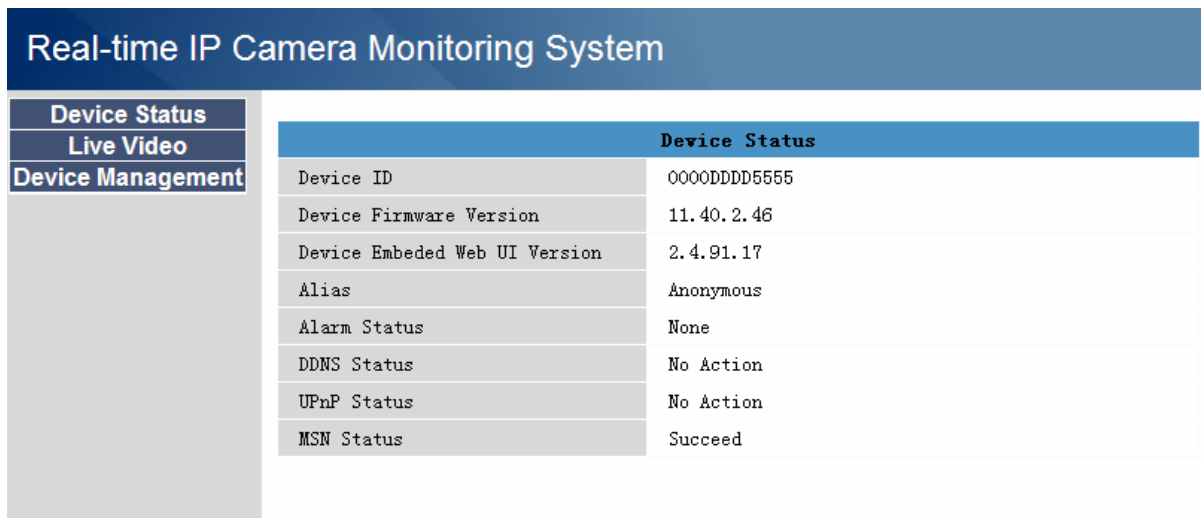 Real-time IP Camera Monitoring System
Device Status
Live Video
Device Management
Device Status
Device ID 0000DDDD5555
Device Firmware Version 11.40.2.46
Device Embeded Web UI Version 2.4.91.17
Alias Anonymous
Alarm Status None
DDNS Status No Action
UPnP Status No Action
MSN Status Succeed